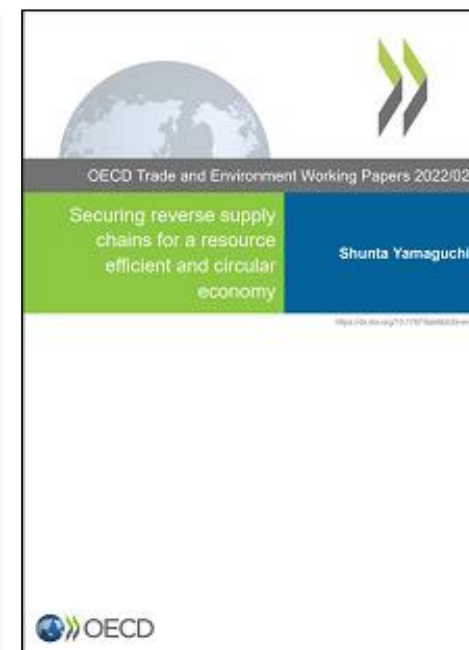 OECD Trade and Environment Working Papers 2022/02
Securing reverse supply
chains for a resource
efficient and circular
economy
Shunta Yamaguchi
OECD